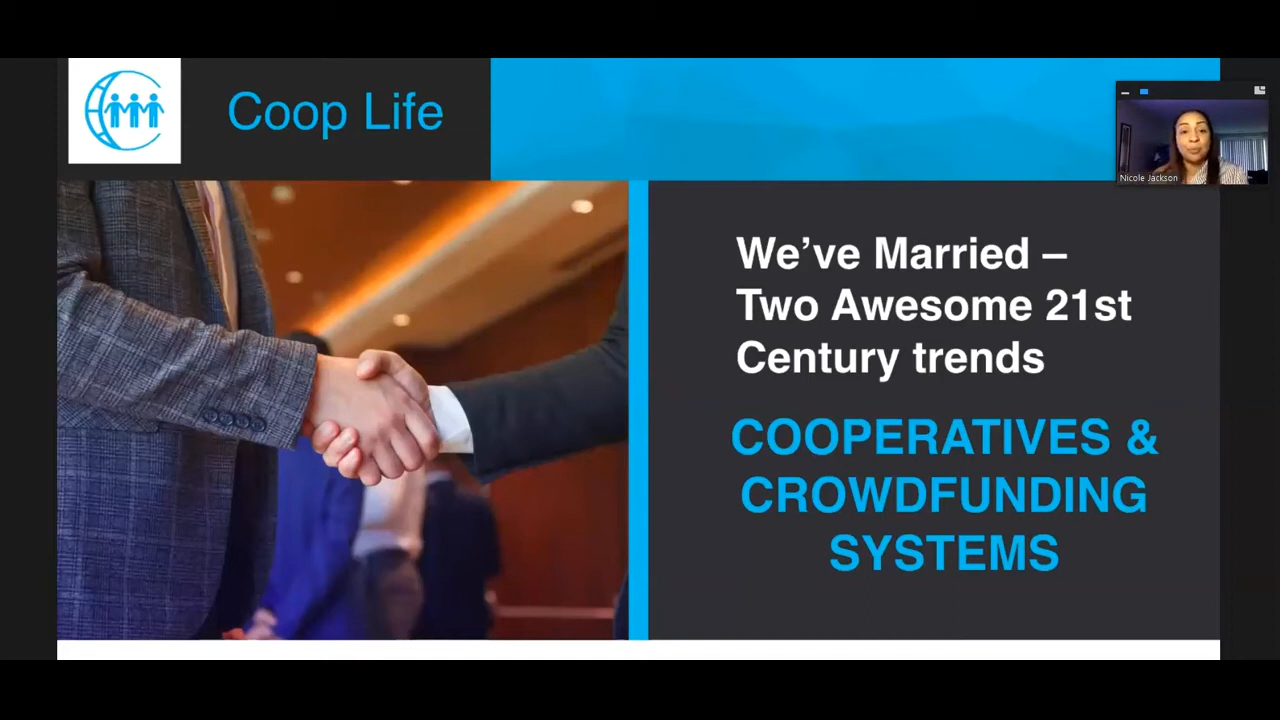 Coop Life
Nicole Jackson
We’ve Married –
Two Awesome 21st
Century trends
COOPERATIVES &
CROWDFUNDING
SYSTEMS